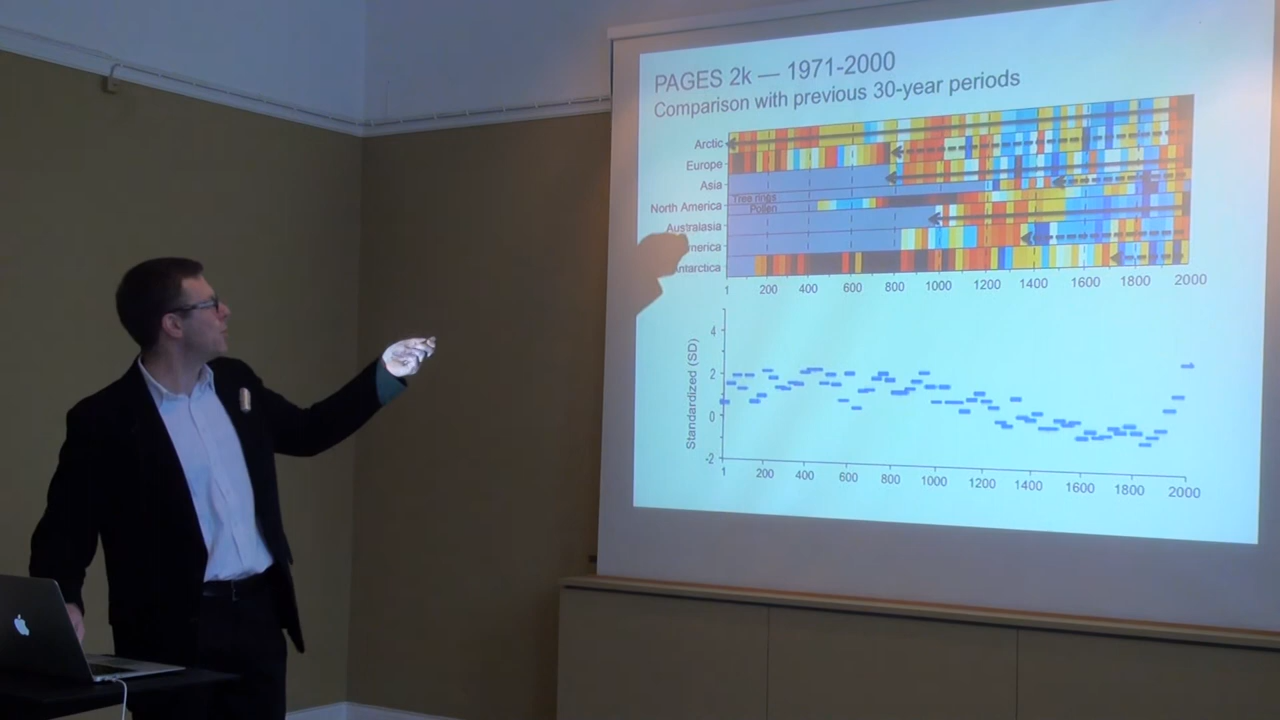 PAGES 2k — 1971-2000
Comparison with previous 30-year periods
Arctic
Europe
Asia
North America
Tree rings
Pollen
Australasia
merica
ntarctica
1 200 400 600 800 1000 1200 1400 1600 1800 2000
Standardized (SD)
4
2
0
-2
1 200 400 600 800 1000 1200 1400 1600 1800 2000